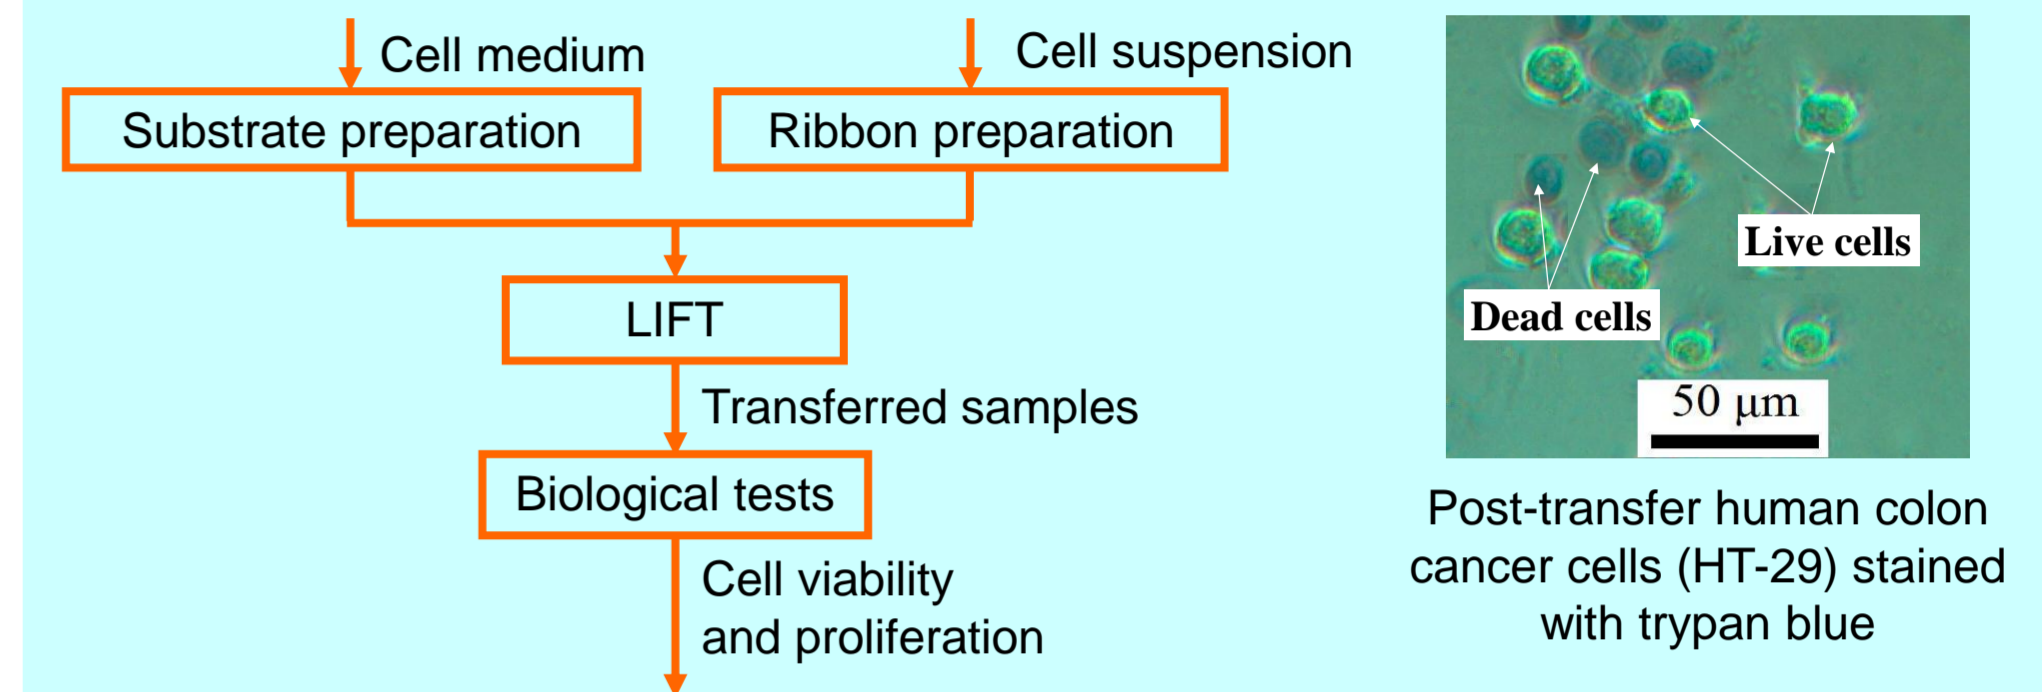 Cell medium
Cell suspension
Substrate preparation
Ribbon preparation
LIFT
Transferred samples
Biological tests
Cell viability
and proliferation
Live cells
Dead cells
50 μm
Post-transfer human colon
cancer cells (HT-29) stained
with trypan blue